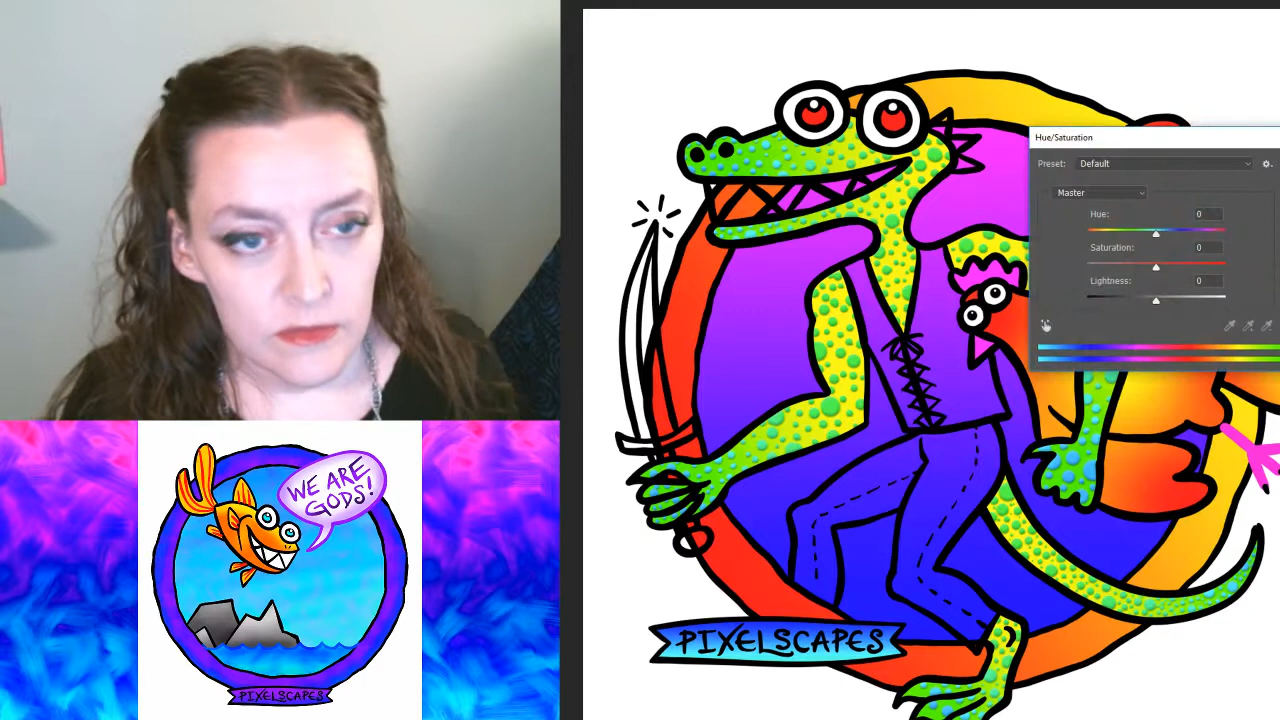 WE ARE
GODS!
PIXELSCAPES
PIXELSCAPES
Hue/Saturation
Preset: Default
Master
Hue: 0
Saturation: 0
Lightness: 0